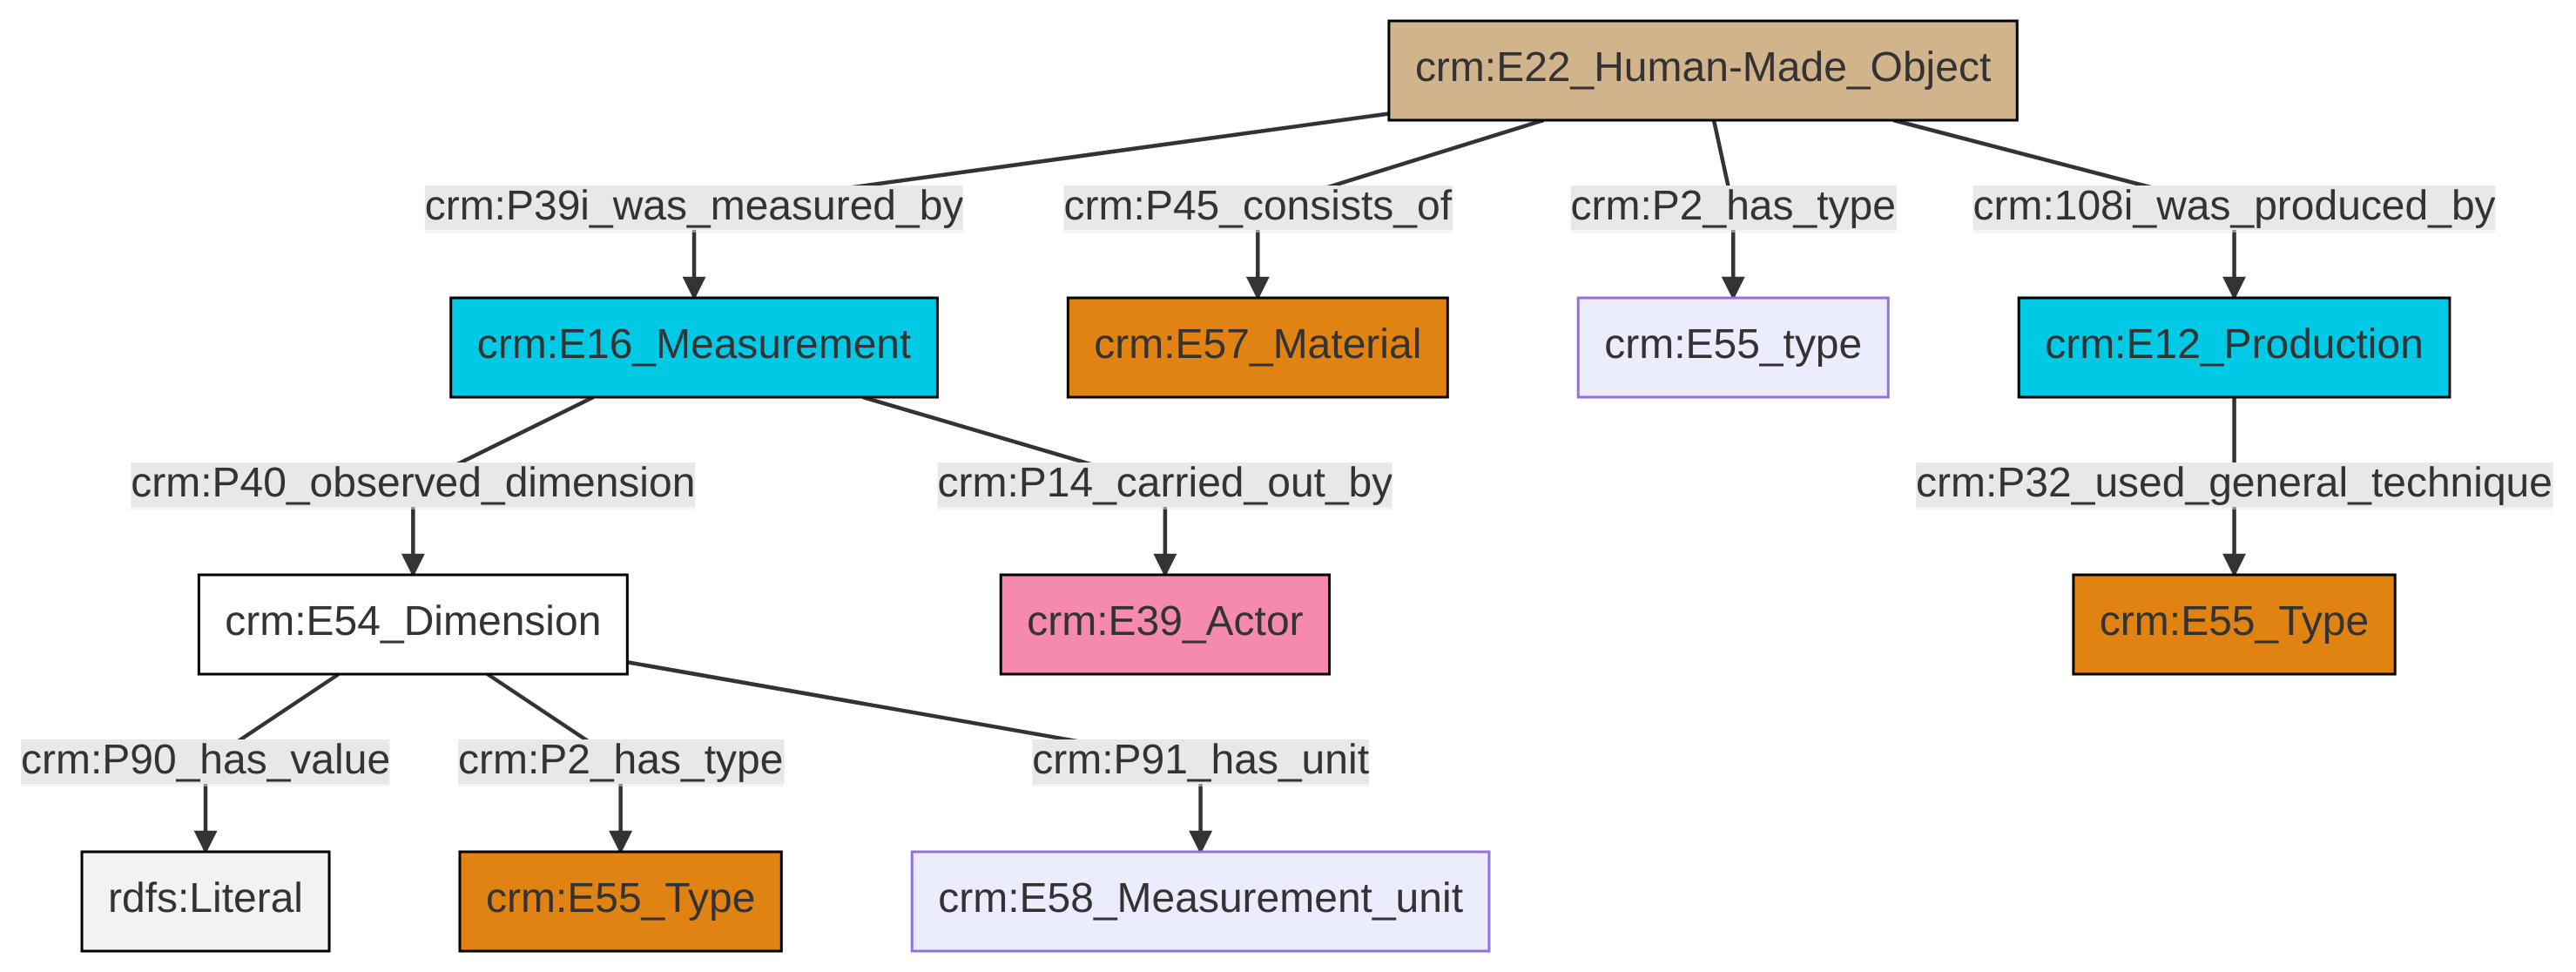 crm:E22_Human-Made_Object
crm:P39i_was_measured_by
crm:P45_consists_of
crm:P2_has_type
crm:108i_was_produced_by
crm:E16_Measurement
crm:E57_Material
crm:E55_type
crm:E12_Production
crm:P40_observed_dimension
crm:P14_carried_out_by
crm:P32_used_general_technique
crm:E54_Dimension
crm:E39_Actor
crm:E55_Type
crm:P90_has_value
crm:P2_has_type
crm:P91_has_unit
rdfs:Literal
crm:E55_Type
crm:E58_Measurement_unit